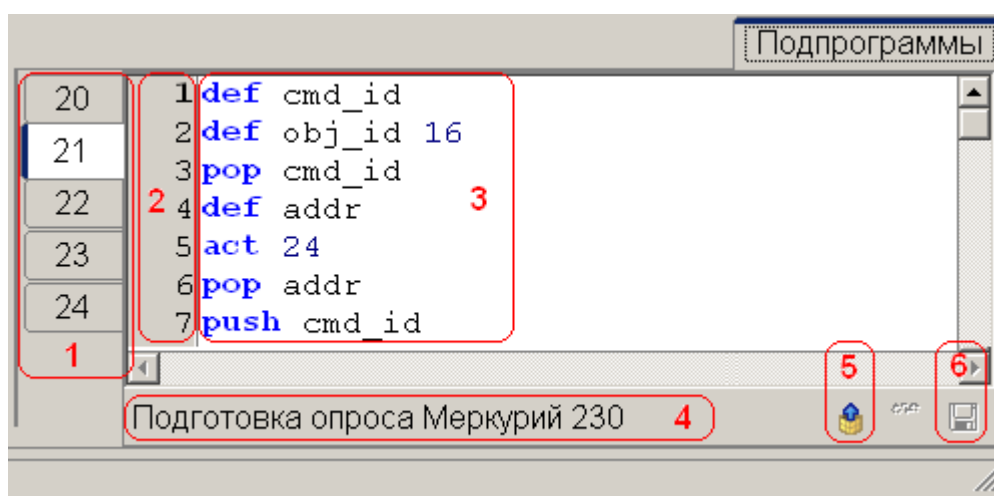 Подпрограммы
20
21
22
23
24
1
2
3
1 def cmd_id
2 def obj_id 16
3 pop cmd_id
4 def addr
5 act 24
6 pop addr
7 push cmd_id
5
6
Подготовка опроса Меркурий 230
4